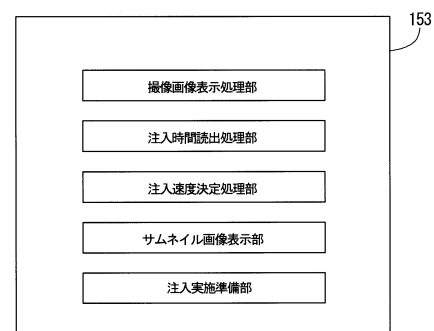 153
撮像画像表示処理部
注入時間読出処理部
注入速度決定処理部
サムネイル画像表示部
注入実施準備部